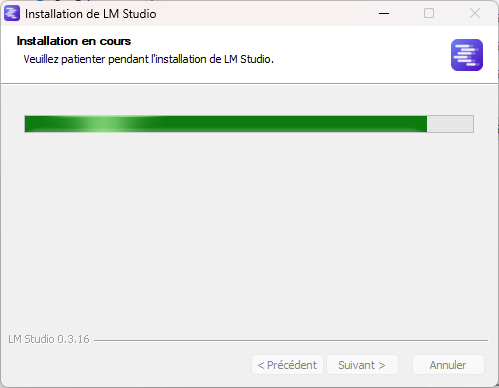 Installation de LM Studio
Installation en cours
Veuillez patienter pendant l'installation de LM Studio.
LM Studio 0.3.16
< Précédent
Suivant >
Annuler